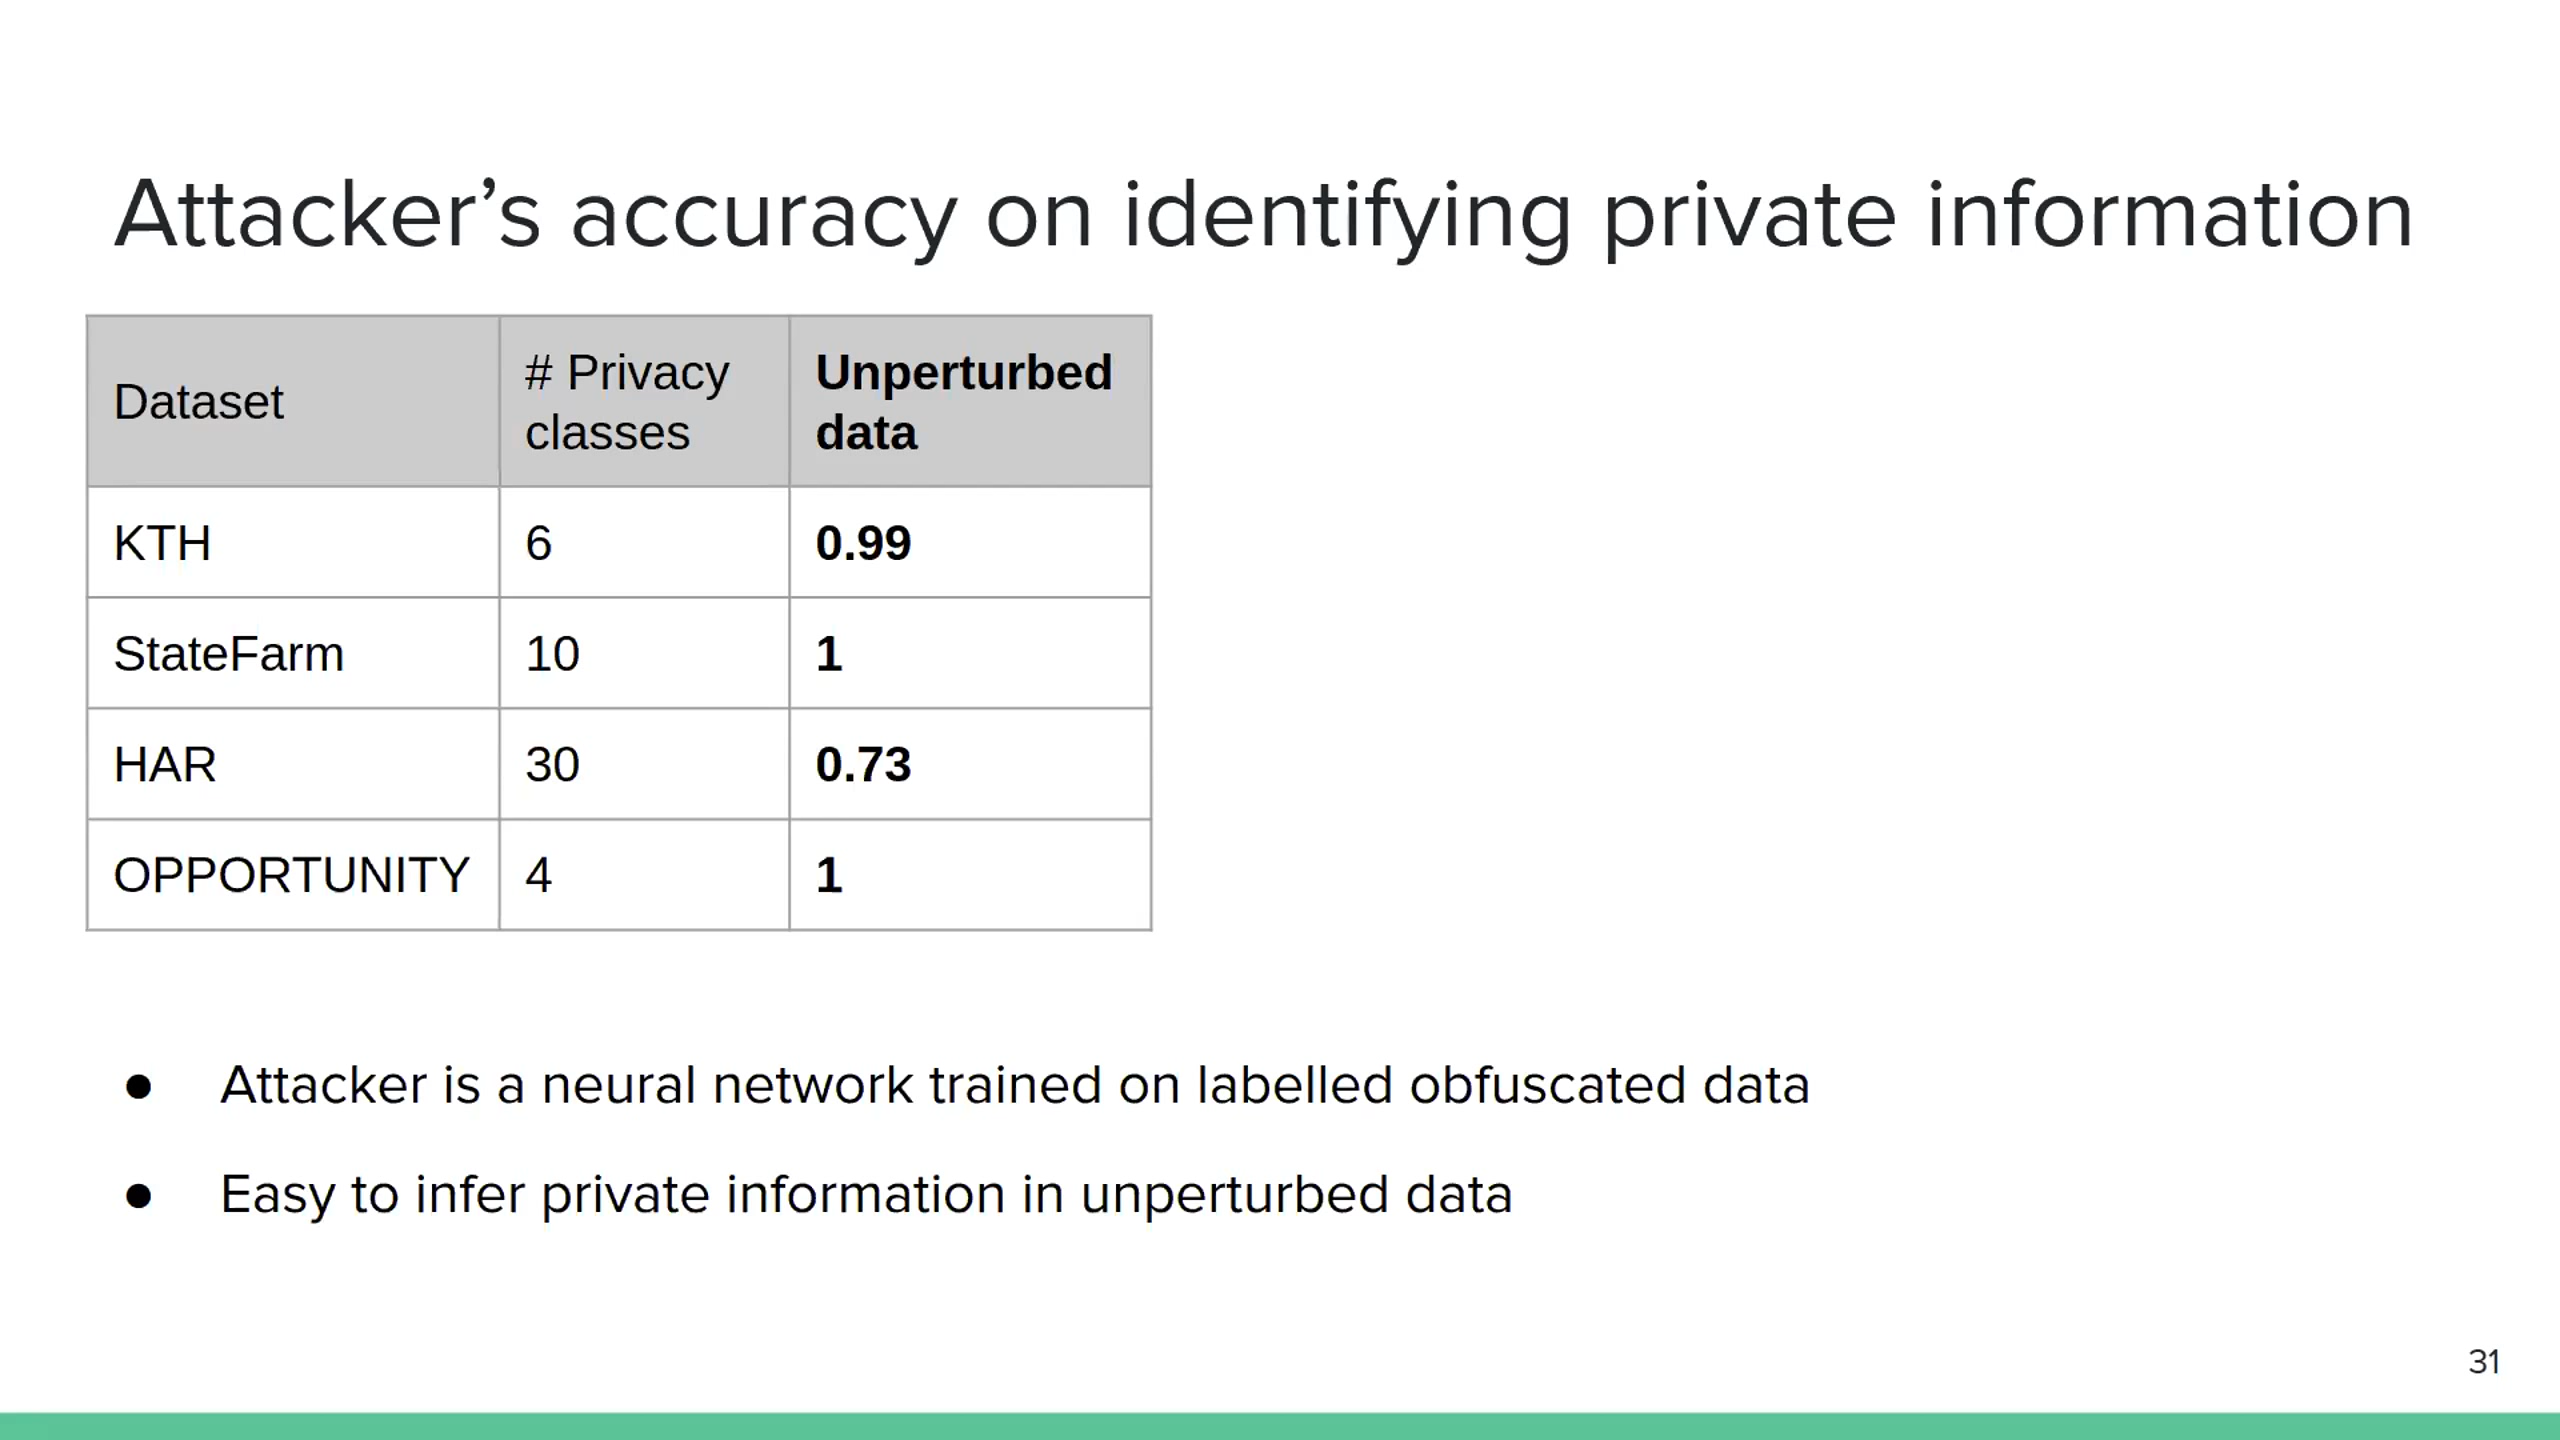 Attacker’s accuracy on identifying private information
Dataset
# Privacy
classes
Unperturbed
data
KTH
6
0.99
StateFarm
10
1
HAR
30
0.73
OPPORTUNITY
4
1
● Attacker is a neural network trained on labelled obfuscated data
● Easy to infer private information in unperturbed data
31